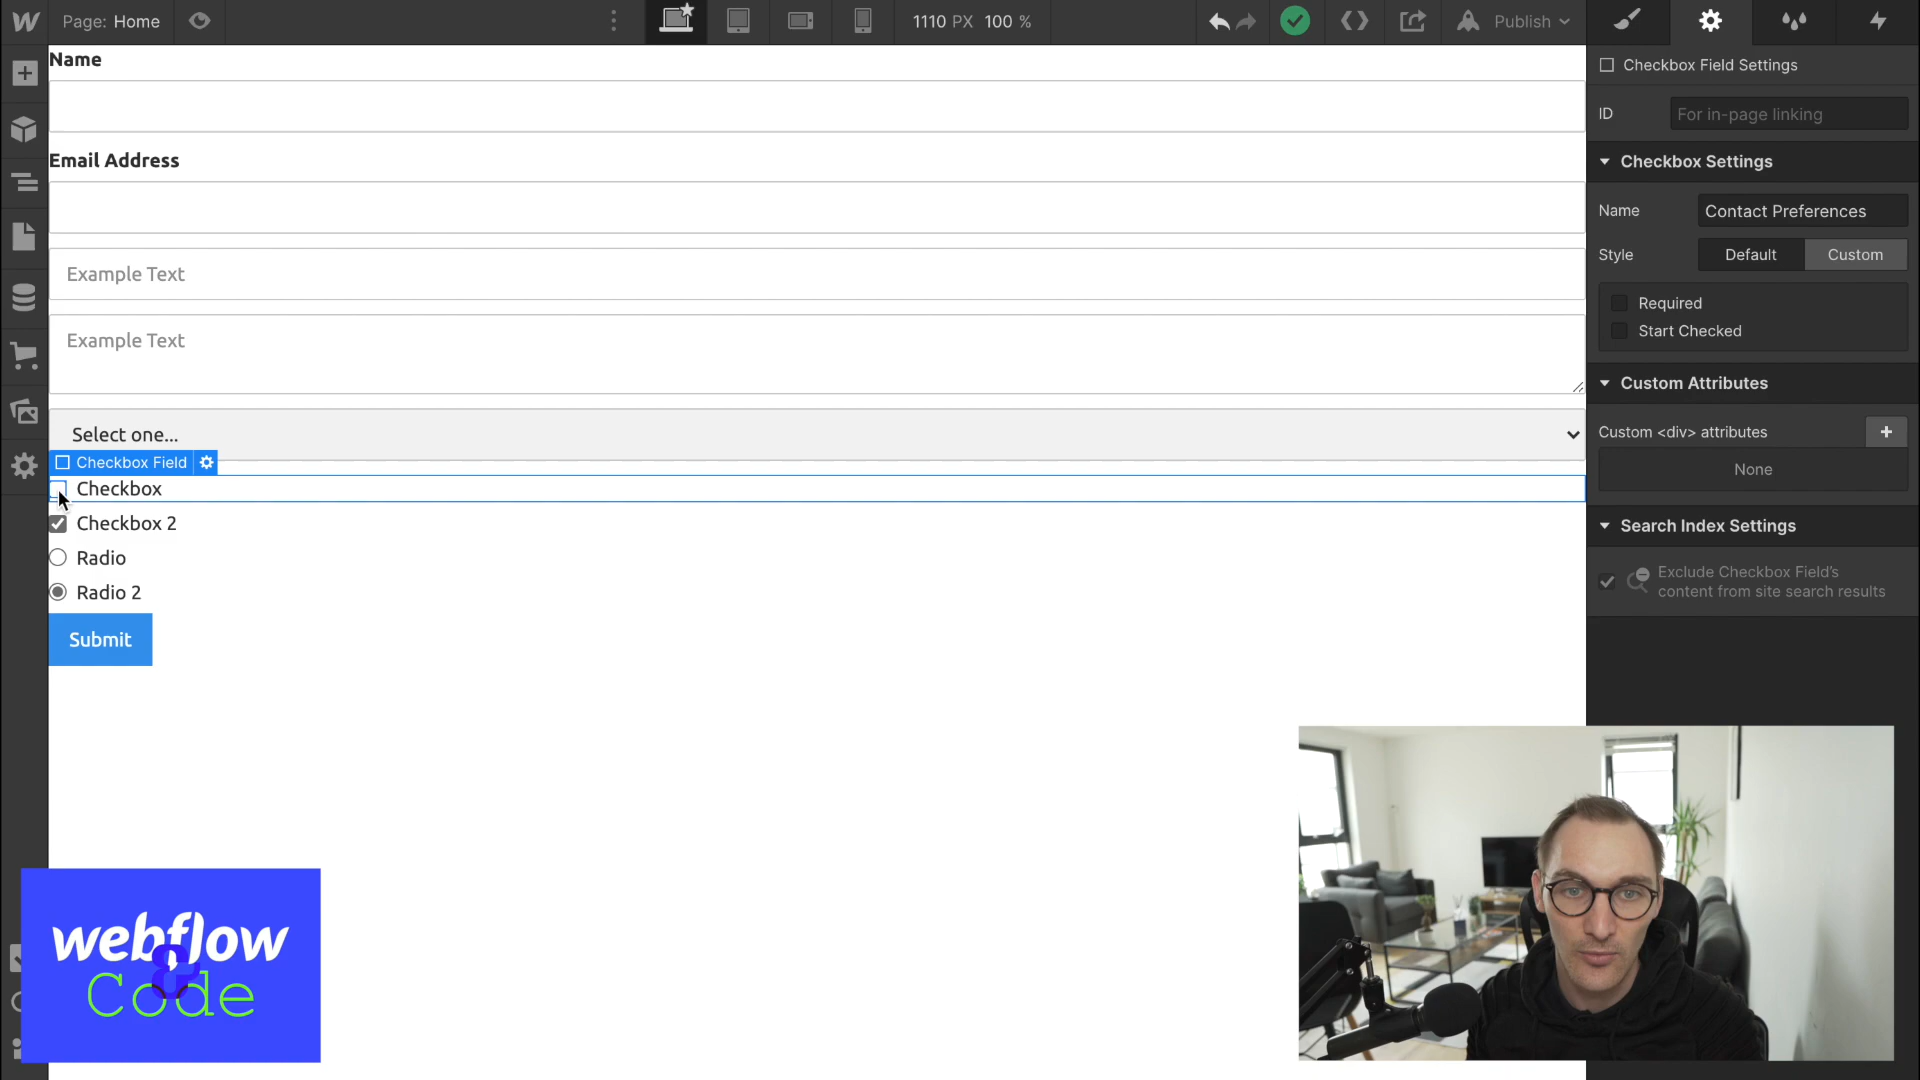 Page: Home
1110 PX 100 %
Publish
Name
Email Address
Example Text
Example Text
Select one...
Checkbox Field
Checkbox
Checkbox 2
Radio
Radio 2
Submit
Checkbox Field Settings
ID For in-page linking
Checkbox Settings
Name Contact Preferences
Style Default Custom
Required
Start Checked
Custom Attributes
Custom <div> attributes
None
Search Index Settings
Exclude Checkbox Field's
content from site search results
webflow
&
Code